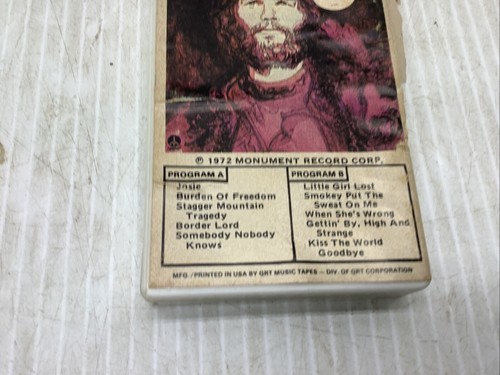 ℗ 1972 MONUMENT RECORD CORP.
PROGRAM A
Josie
Burden Of Freedom
Stagger Mountain
Tragedy
Border Lord
Somebody Nobody
Knows
PROGRAM B
Little Girl Lost
Smokey Put The
Sweat On Me
When She's Wrong
Gettin' By, High And
Strange
Kiss The World
Goodbye
MFG./PRINTED IN USA BY GRT MUSIC TAPES — DIV. OF GRT CORPORATION